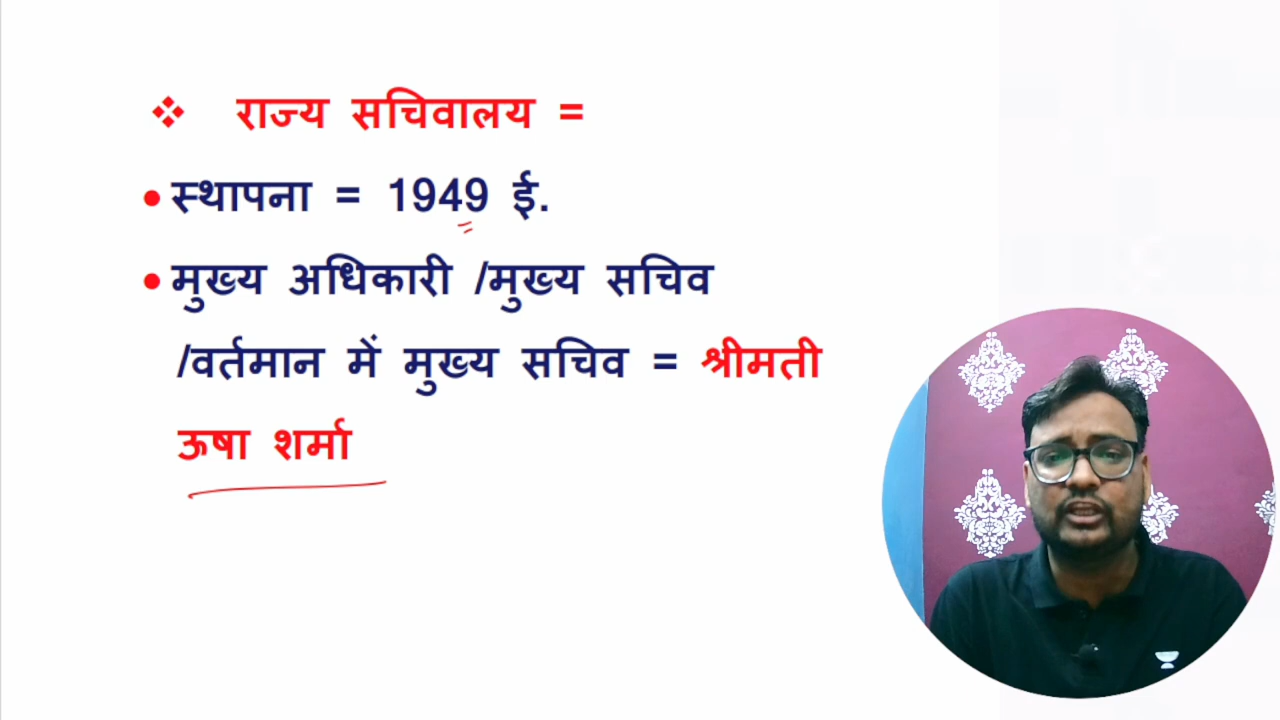 ❖ राज्य सचिवालय =
• स्थापना = 1949 ई.
• मुख्य अधिकारी /मुख्य सचिव
/वर्तमान में मुख्य सचिव = श्रीमती
ऊषा शर्मा